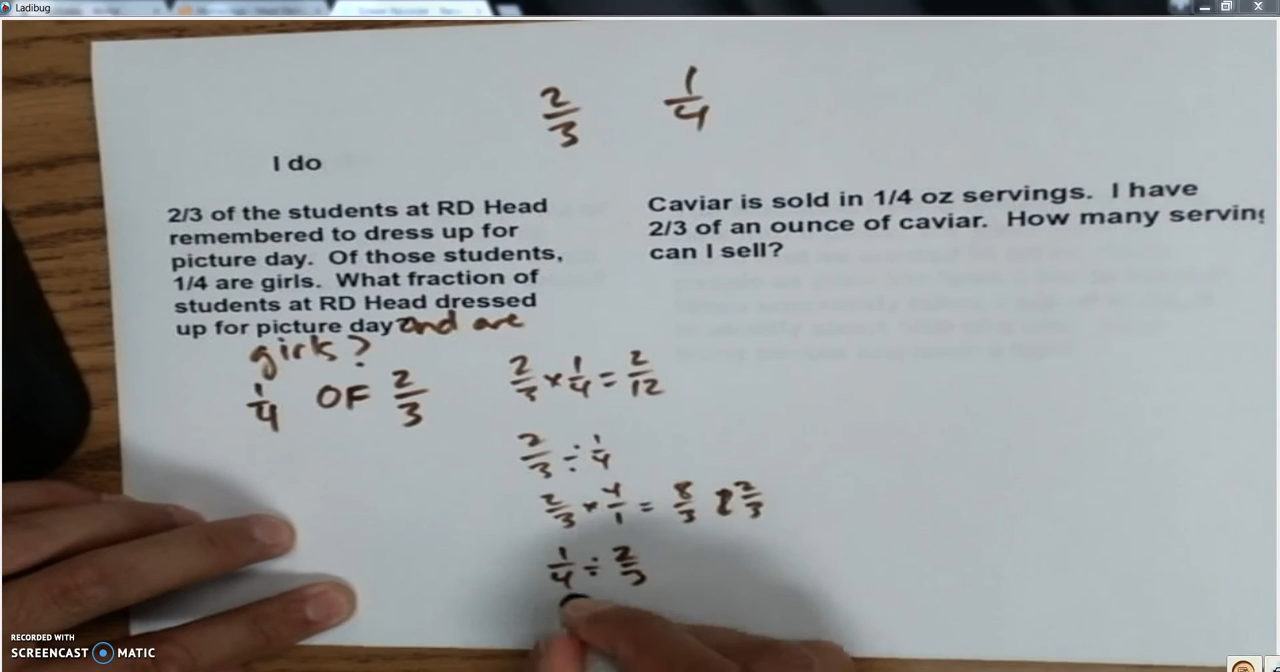 Ladibug
2/3 1/4
I do
2/3 of the students at RD Head
remembered to dress up for
picture day. Of those students,
1/4 are girls. What fraction of
students at RD Head dressed
up for picture day and are
girls?
1/4 OF 2/3
Caviar is sold in 1/4 oz servings. I have
2/3 of an ounce of caviar. How many serving
can I sell?
2/3 × 1/4 = 2/12
2/3 ÷ 1/4
2/3 × 4/1 = 8/3 2 2/3
1/4 ÷ 2/3
RECORDED WITH
SCREENCAST MATIC